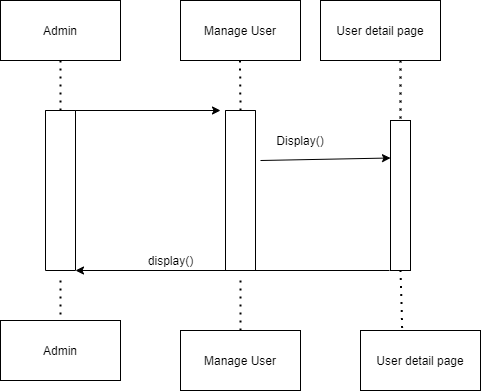 Admin
Manage User
User detail page
Display()
display()
Admin
Manage User
User detail page